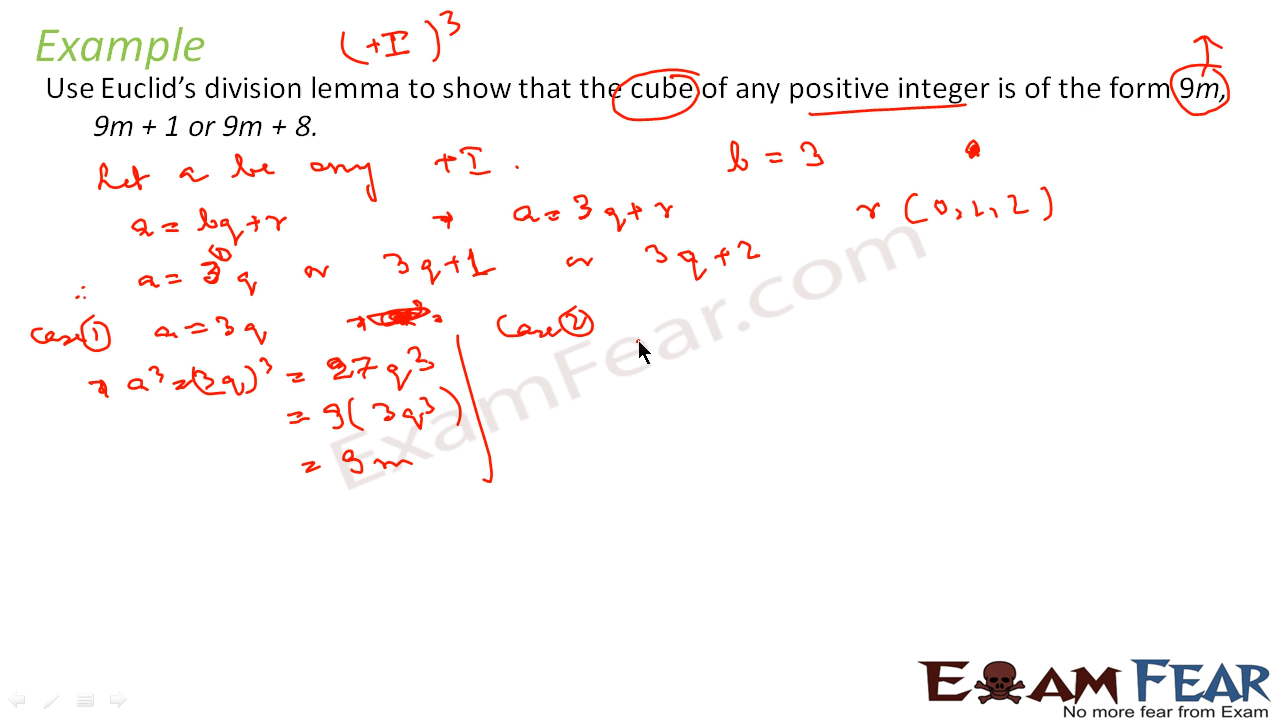 Example (+I)³
Use Euclid’s division lemma to show that the cube of any positive integer is of the form 9m,
9m + 1 or 9m + 8.
Let a be any +I. b = 3
a = bq+r → a = 3q+r r (0, 1, 2)
∴ a = 3q or 3q+1 or 3q+2
Case ① a = 3q Case ②
→ a³ = (3q)³ = 27q³
= 9(3q³)
= 9m
ExamFear.com
EXAM FEAR
No more fear from Exam